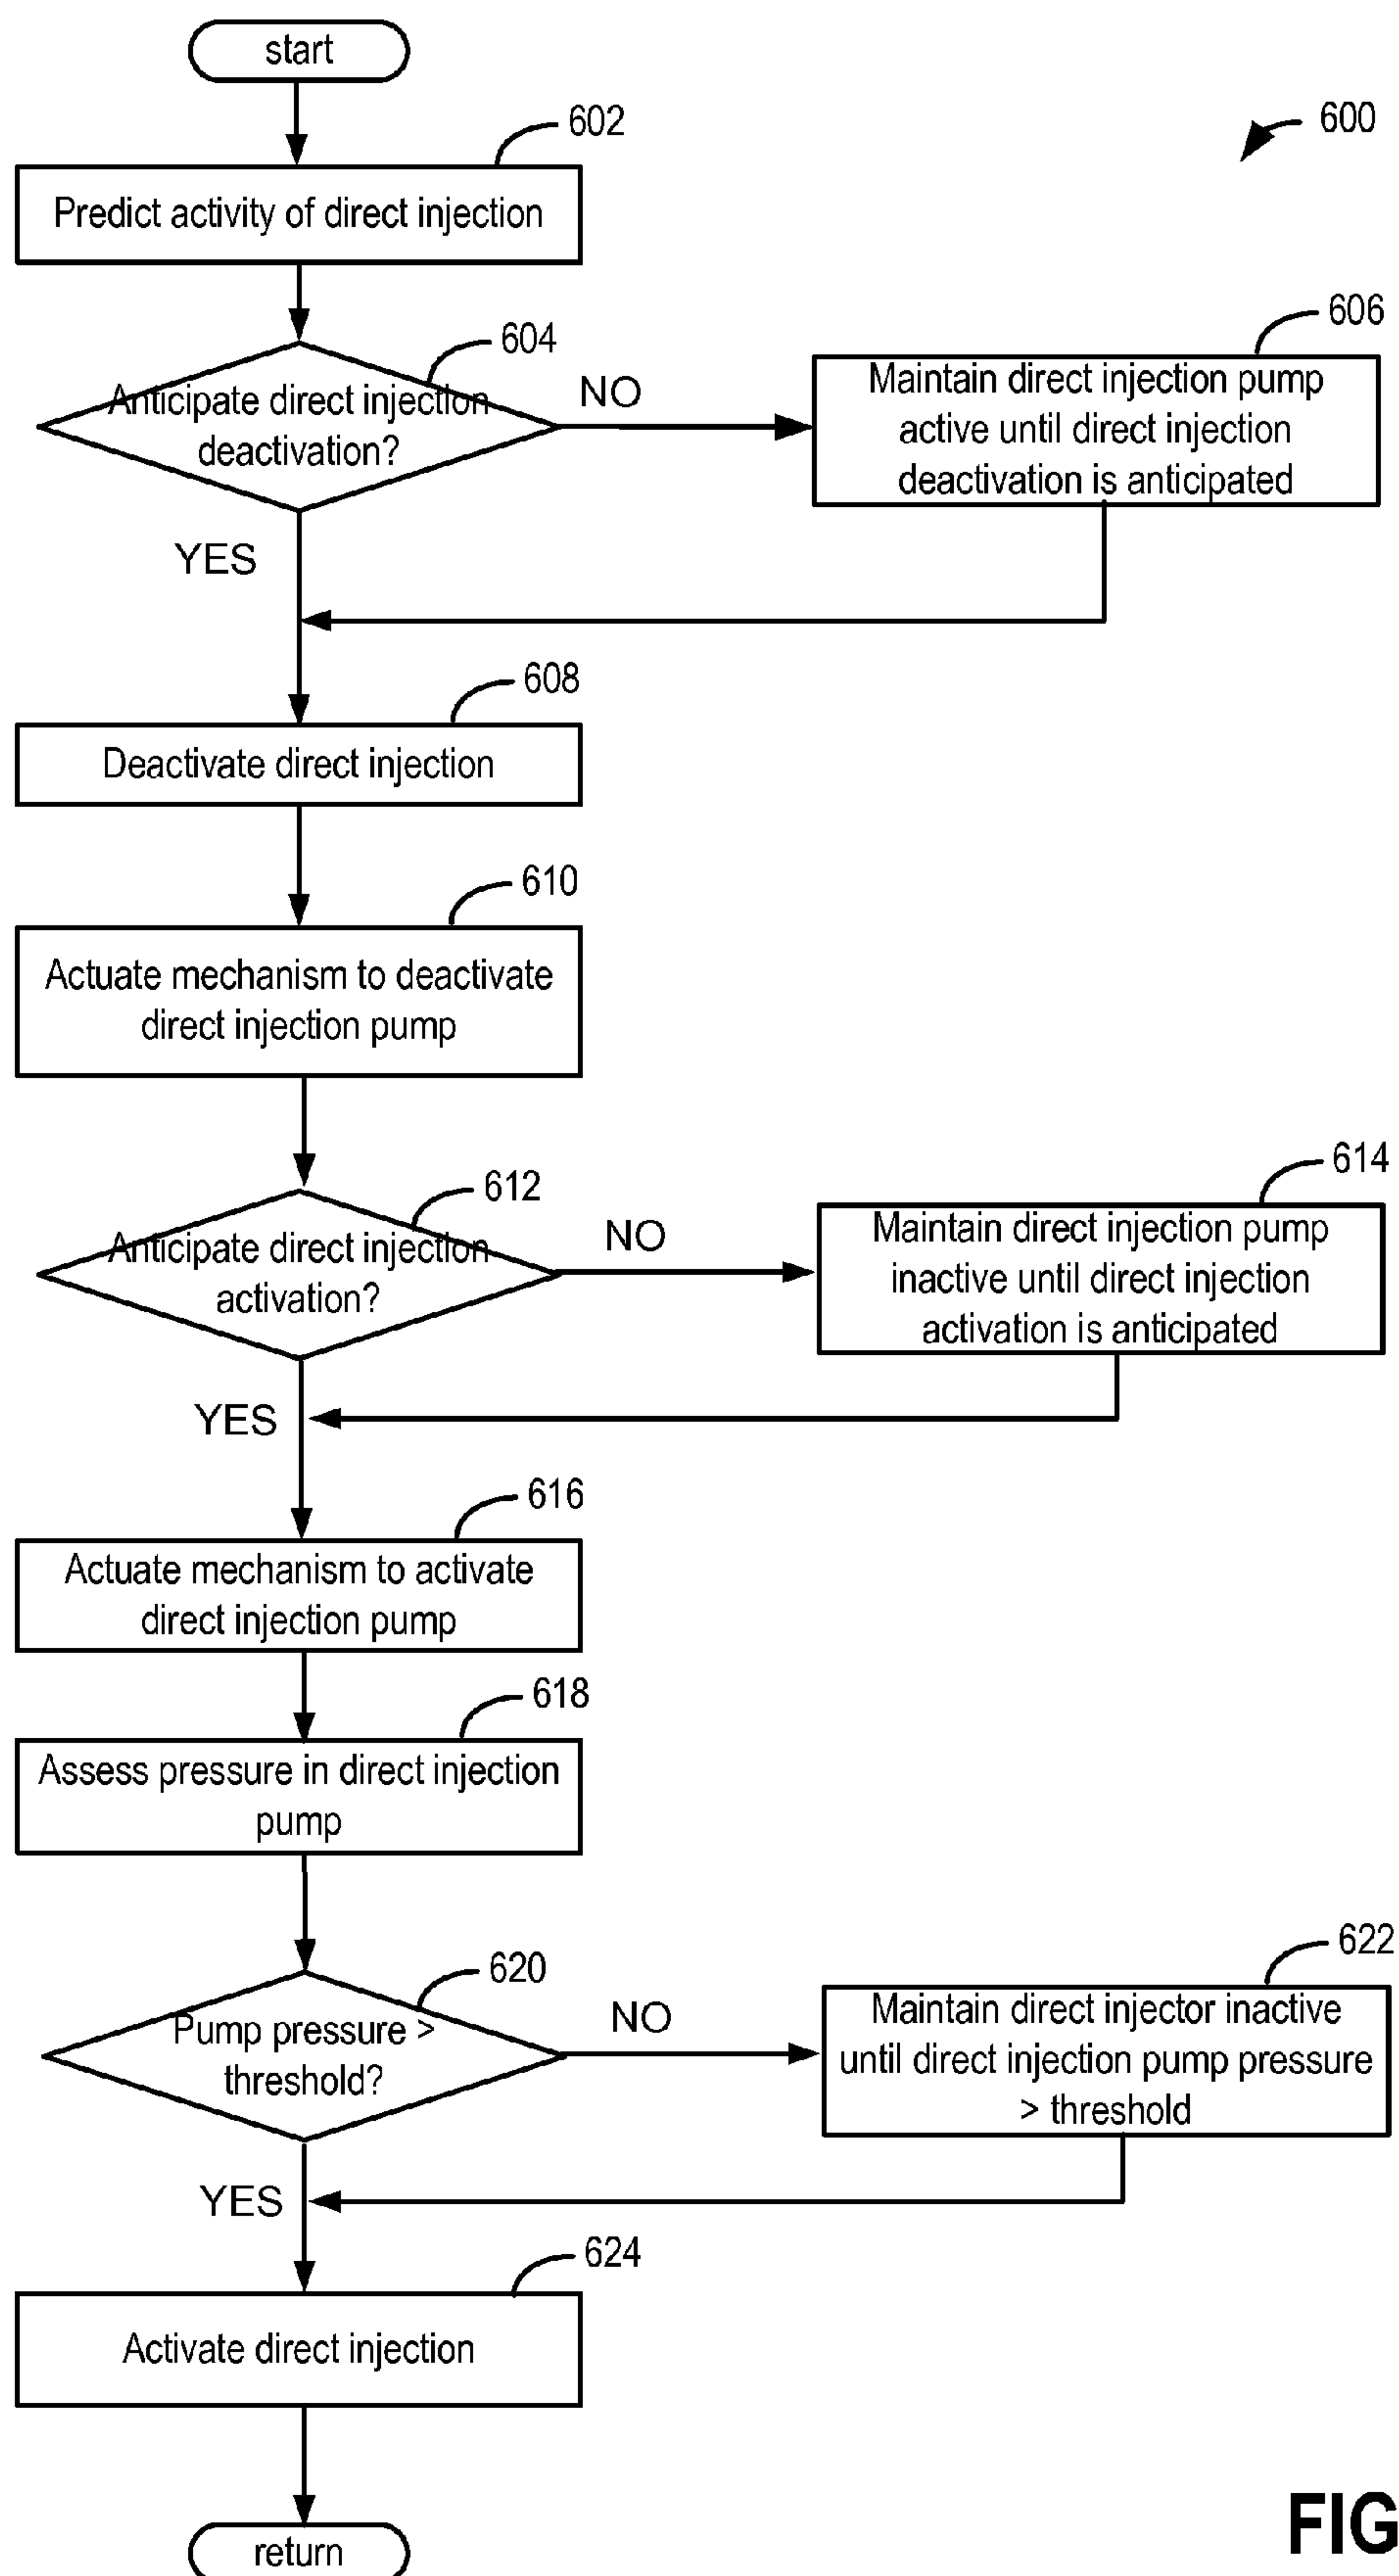 start
602
600
Predict activity of direct injection
604
606
Anticipate direct injection
deactivation?
NO
Maintain direct injection pump
active until direct injection
deactivation is anticipated
YES
608
Deactivate direct injection
610
Actuate mechanism to deactivate
direct injection pump
612
614
Anticipate direct injection
activation?
NO
Maintain direct injection pump
inactive until direct injection
activation is anticipated
YES
616
Actuate mechanism to activate
direct injection pump
618
Assess pressure in direct injection
pump
620
622
Pump pressure >
threshold?
NO
Maintain direct injector inactive
until direct injection pump pressure
> threshold
YES
624
Activate direct injection
return
FIG